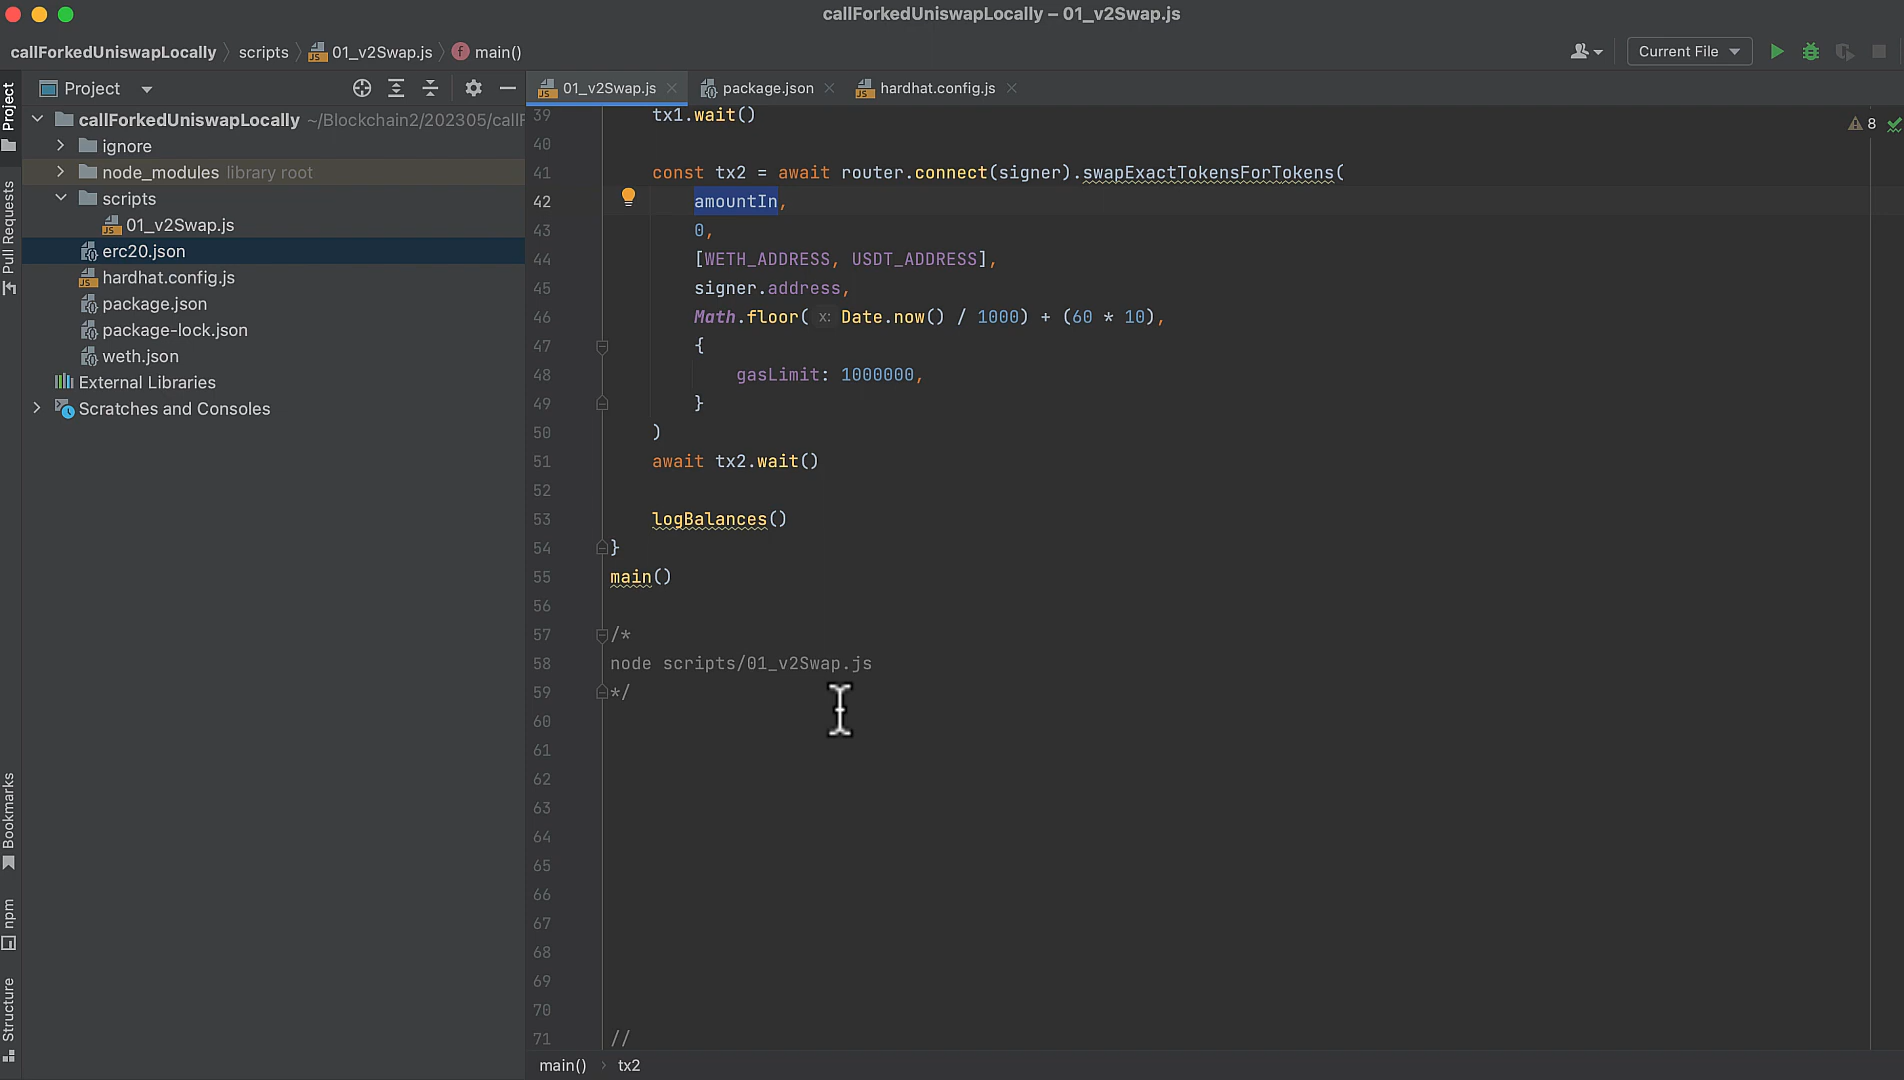 callForkedUniswapLocally – 01_v2Swap.js
callForkedUniswapLocally scripts 01_v2Swap.js main()
Current File
Project
Project
Pull Requests
Bookmarks
npm
Structure
callForkedUniswapLocally ~/Blockchain2/202305/callF
ignore
node_modules library root
scripts
01_v2Swap.js
erc20.json
hardhat.config.js
package.json
package-lock.json
weth.json
External Libraries
Scratches and Consoles
01_v2Swap.js package.json hardhat.config.js
8
39 tx1.wait()
40
41 const tx2 = await router.connect(signer).swapExactTokensForTokens(
42 amountIn,
43 0,
44 [WETH_ADDRESS, USDT_ADDRESS],
45 signer.address,
46 Math.floor( x: Date.now() / 1000) + (60 * 10),
47 {
48 gasLimit: 1000000,
49 }
50 )
51 await tx2.wait()
52
53 logBalances()
54 }
55 main()
56
57 /*
58 node scripts/01_v2Swap.js
59 */
60
61
62
63
64
65
66
67
68
69
70
71 //
main() tx2